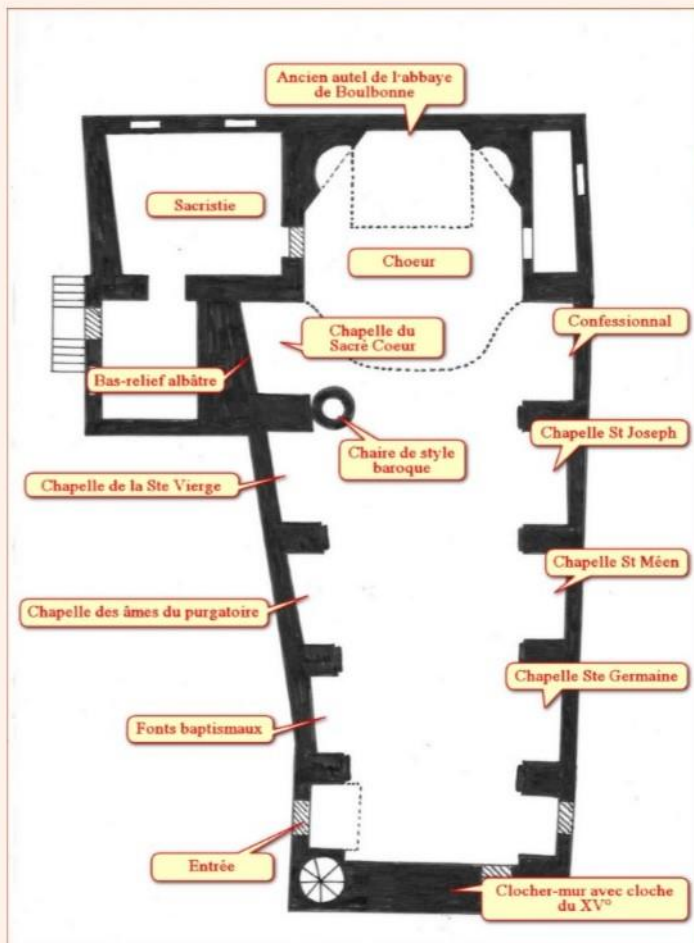 Ancien autel de l'abbaye
de Boulbonne
Sacristie
Choeur
Chapelle du
Sacré Coeur
Confessionnal
Bas-relief albâtre
Chaire de style
baroque
Chapelle St Joseph
Chapelle de la Ste Vierge
Chapelle St Méen
Chapelle des âmes du purgatoire
Chapelle Ste Germaine
Fonts baptismaux
Entrée
Clocher-mur avec cloche
du XV°